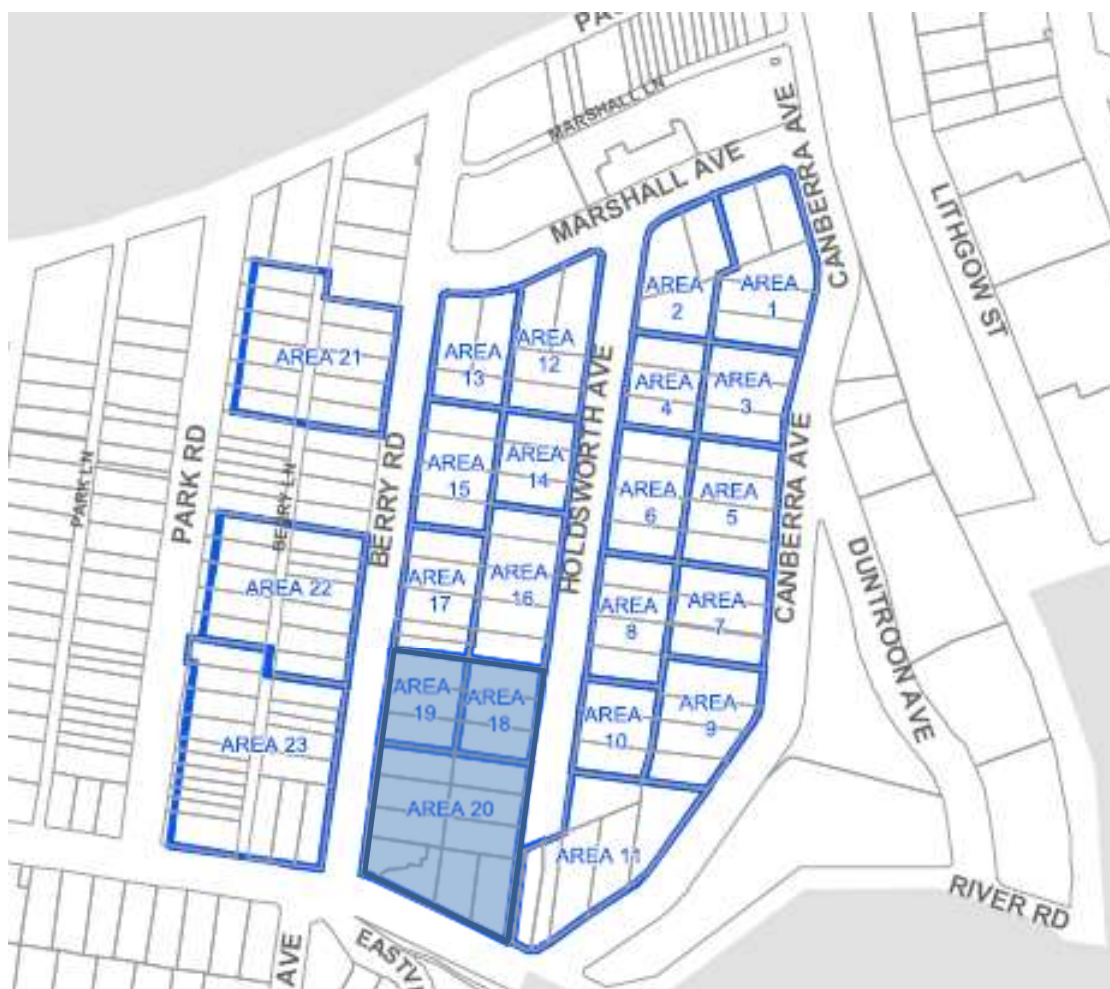 MARSHALL LN
MARSHALL AVE
CANBERRA AVE
CANBERRA AVE
LITHGOW ST
AREA
2
AREA
1
AREA 21
AREA
13
AREA
12
AREA
4
AREA
3
PARK RD
PARK LN
BERRY LN
BERRY RD
HOLDSWORTH AVE
AREA
15
AREA
14
AREA
6
AREA
5
CANBERRA AVE
DUNTROON AVE
AREA 22
AREA
17
AREA
16
AREA
8
AREA
7
AREA
19
AREA
18
AREA
10
AREA
9
AREA 23
AREA 20
AREA 11
RIVER RD
AVE